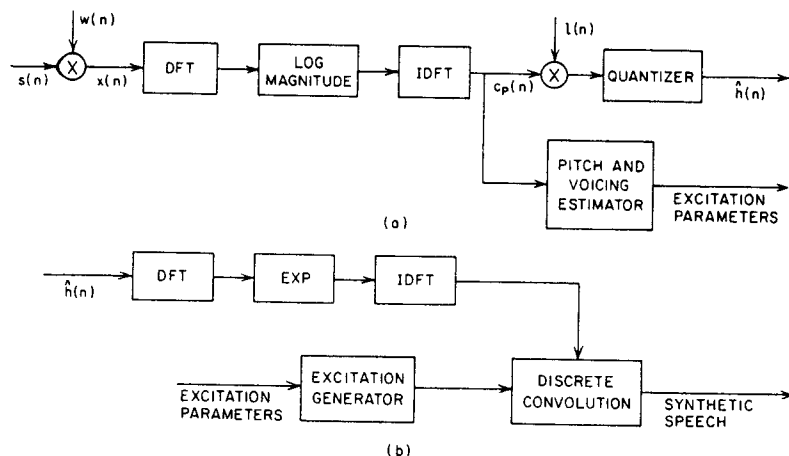 w(n)
l(n)
s(n)
X
x(n)
DFT
LOG
MAGNITUDE
IDFT
c_p(n)
X
QUANTIZER
ĥ(n)
PITCH AND
VOICING
ESTIMATOR
EXCITATION
PARAMETERS
(a)
ĥ(n)
DFT
EXP
IDFT
EXCITATION
PARAMETERS
EXCITATION
GENERATOR
DISCRETE
CONVOLUTION
SYNTHETIC
SPEECH
(b)